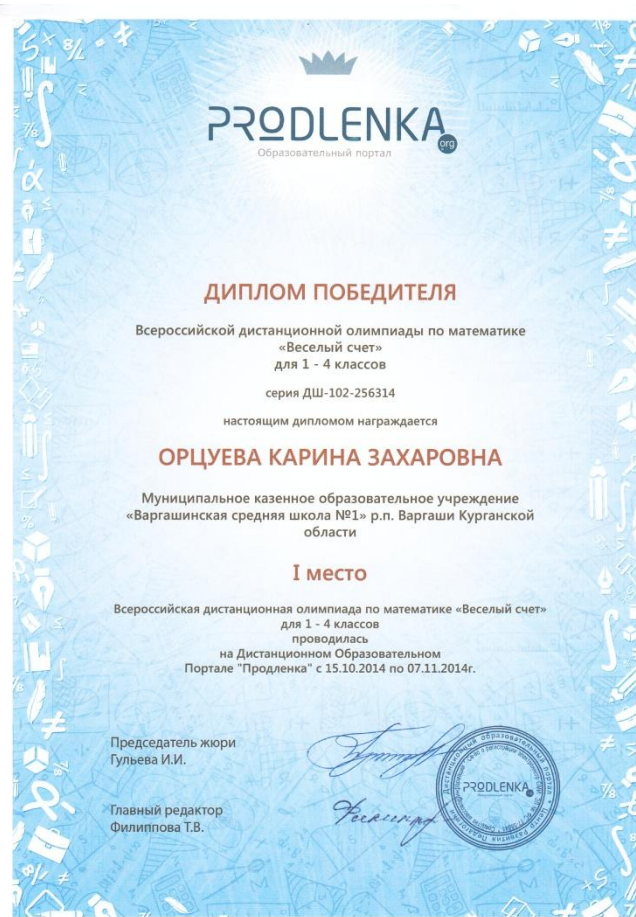 PRODLENKA.org
Образовательный портал
ДИПЛОМ ПОБЕДИТЕЛЯ
Всероссийской дистанционной олимпиады по математике
«Веселый счет»
для 1 - 4 классов
серия ДШ-102-256314
настоящим дипломом награждается
ОРЦУЕВА КАРИНА ЗАХАРОВНА
Муниципальное казенное образовательное учреждение
«Варгашинская средняя школа №1» р.п. Варгаши Курганской
области
I место
Всероссийская дистанционная олимпиада по математике «Веселый счет»
для 1 - 4 классов
проводилась
на Дистанционном Образовательном
Портале "Продленка" с 15.10.2014 по 07.11.2014г.
Председатель жюри
Гульева И.И.
Главный редактор
Филиппова Т.В.
PRODLENKA